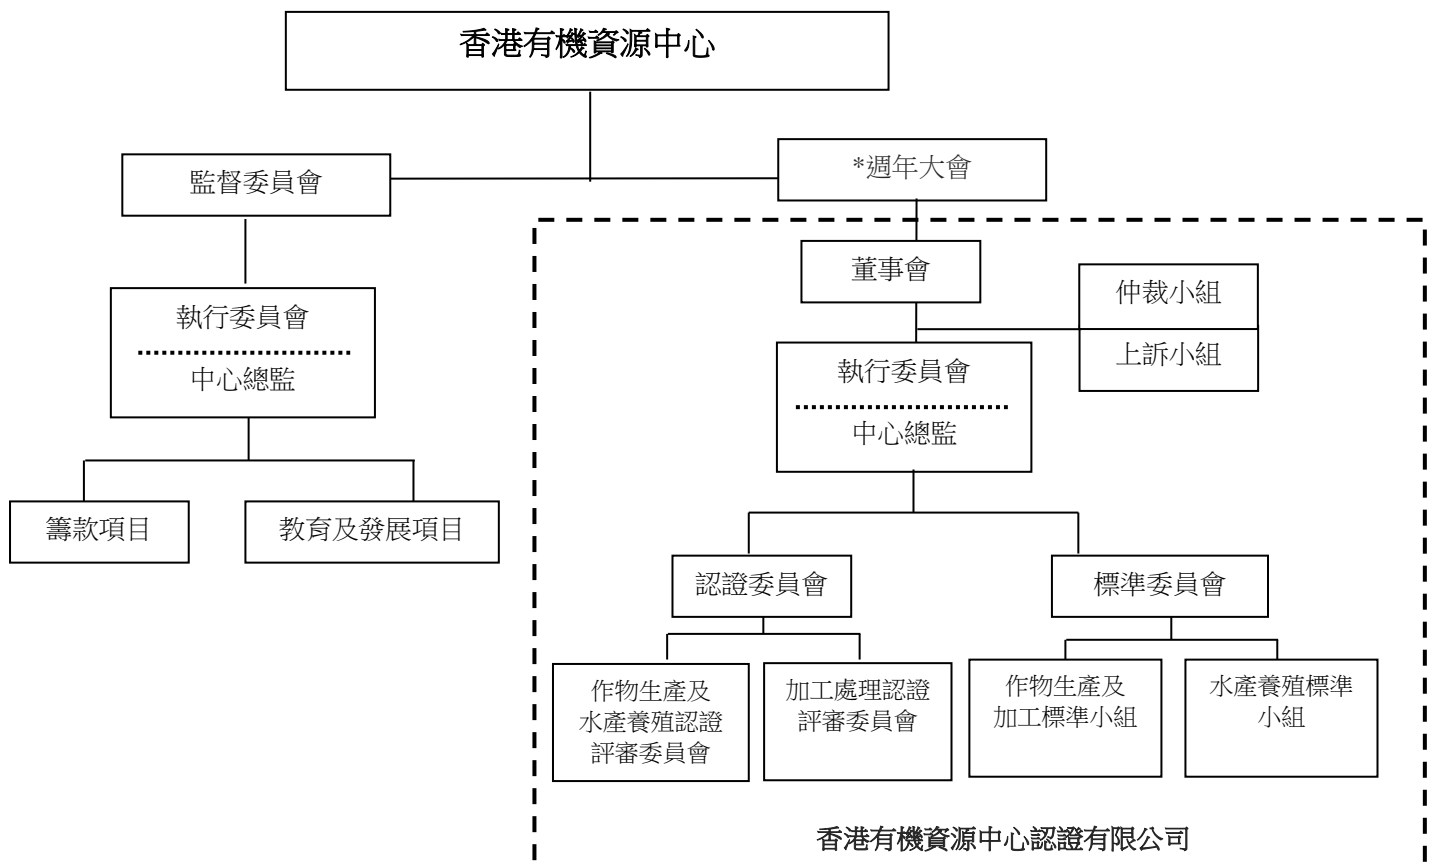 香港有機資源中心
監督委員會
*週年大會
執行委員會
中心總監
籌款項目
教育及發展項目
董事會
仲裁小組
上訴小組
執行委員會
中心總監
認證委員會
標準委員會
作物生產及
水產養殖認證
評審委員會
加工處理認證
評審委員會
作物生產及
加工標準小組
水產養殖標準
小組
香港有機資源中心認證有限公司